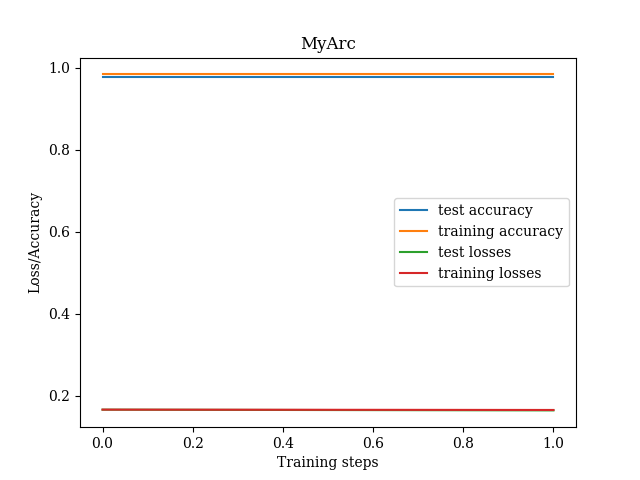 MyArc
1.0
0.8
0.6
0.4
0.2
Loss/Accuracy
test accuracy
training accuracy
test losses
training losses
0.0 0.2 0.4 0.6 0.8 1.0
Training steps